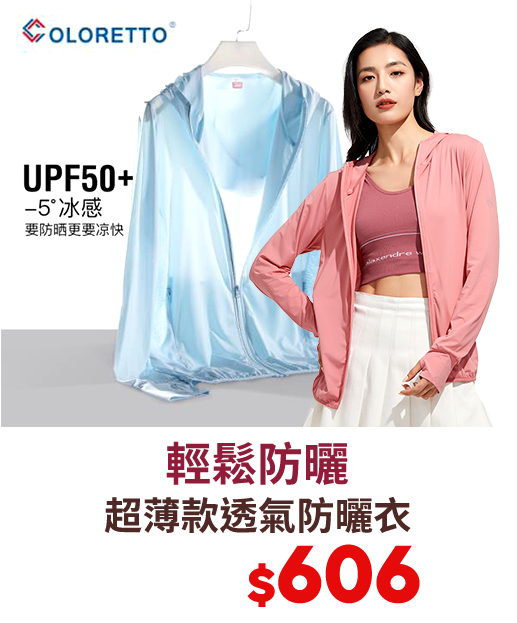 COLORETTO®
UPF50+
-5°冰感
要防晒更要凉快
alexandre w
輕鬆防曬
超薄款透氣防曬衣
$606